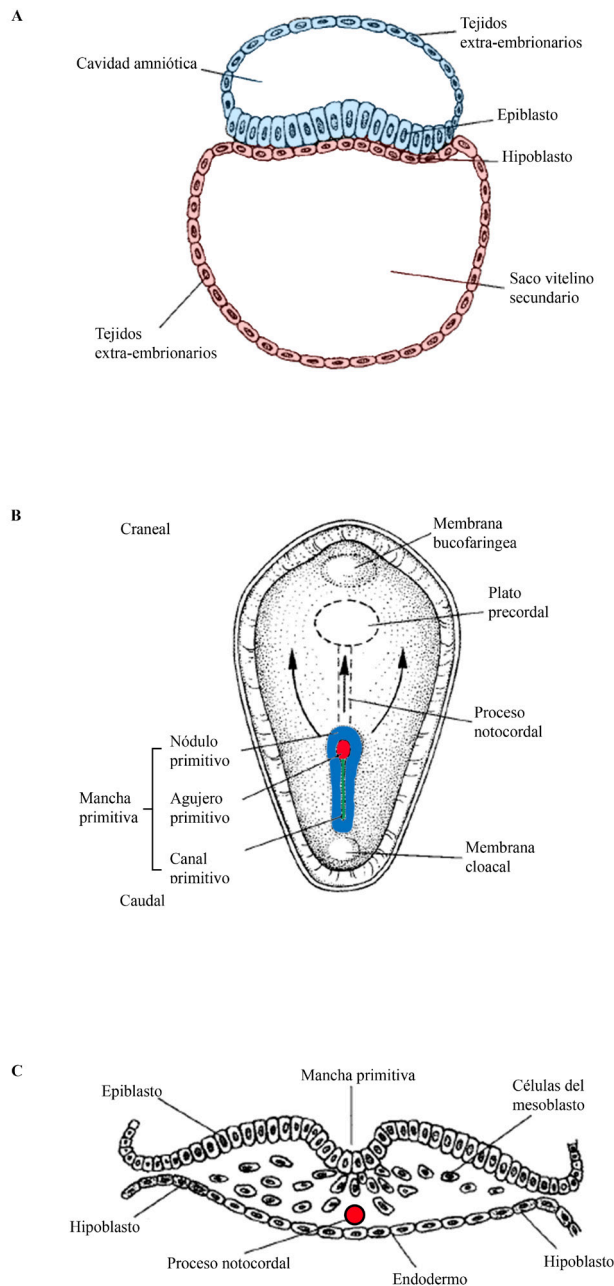 A
Tejidos
extra-embrionarios
Cavidad amniótica
Epiblasto
Hipoblasto
Saco vitelino
secundario
Tejidos
extra-embrionarios
B
Craneal
Membrana
bucofaringea
Plato
precordal
Proceso
notocordal
Nódulo
primitivo
Mancha
primitiva
Agujero
primitivo
Canal
primitivo
Membrana
cloacal
Caudal
C
Mancha primitiva
Epiblasto
Células del
mesoblasto
Hipoblasto
Proceso notocordal
Endodermo
Hipoblasto